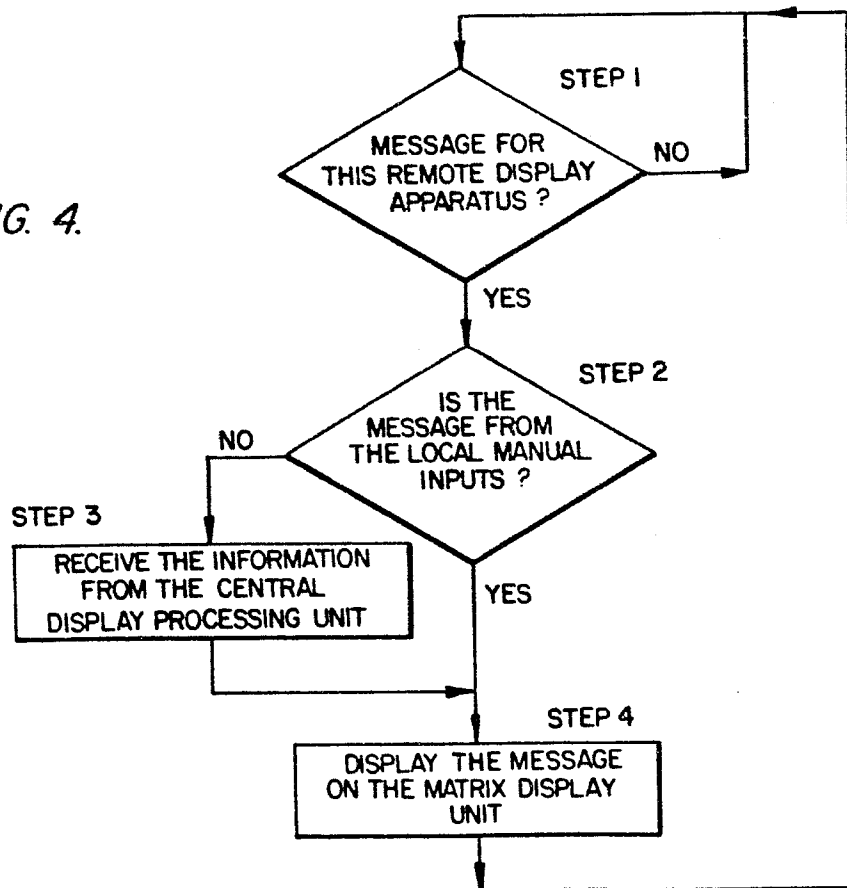 STEP 1
MESSAGE FOR
THIS REMOTE DISPLAY
APPARATUS ?
NO
G. 4.
YES
STEP 2
IS THE
MESSAGE FROM
THE LOCAL MANUAL
INPUTS ?
NO
STEP 3
RECEIVE THE INFORMATION
FROM THE CENTRAL
DISPLAY PROCESSING UNIT
YES
STEP 4
DISPLAY THE MESSAGE
ON THE MATRIX DISPLAY
UNIT